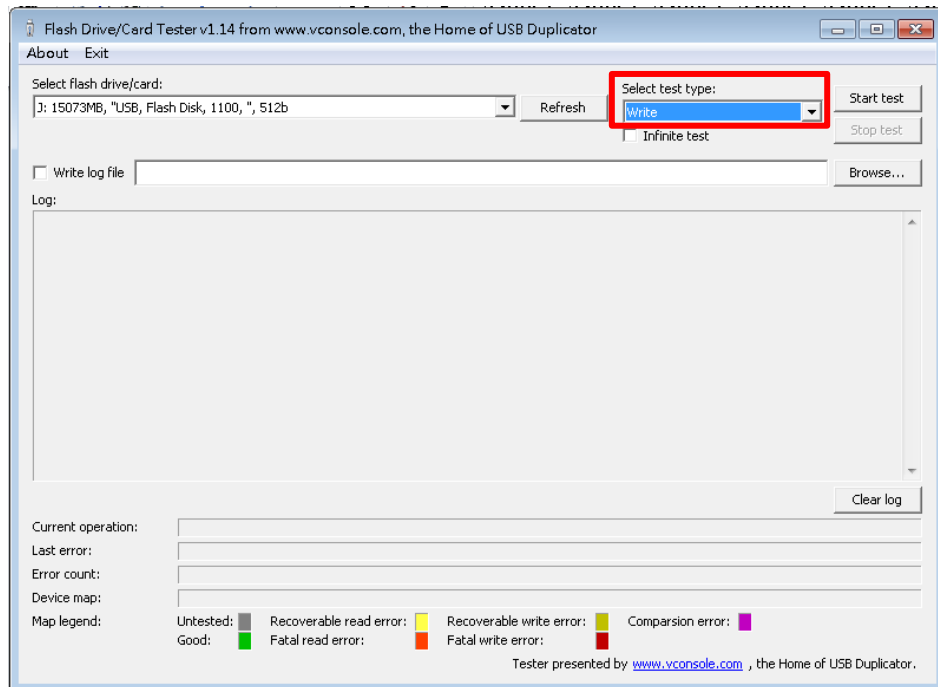 Flash Drive/Card Tester v1.14 from www.vconsole.com, the Home of USB Duplicator
About Exit
Select flash drive/card:
Select test type:
J: 15073MB, "USB, Flash Disk, 1100, ", 512b
Refresh
Write
Start test
Infinite test
Stop test
Write log file
Browse...
Log:
Clear log
Current operation:
Last error:
Error count:
Device map:
Map legend: Untested: Recoverable read error: Recoverable write error: Comparsion error:
Good: Fatal read error: Fatal write error:
Tester presented by www.vconsole.com , the Home of USB Duplicator.